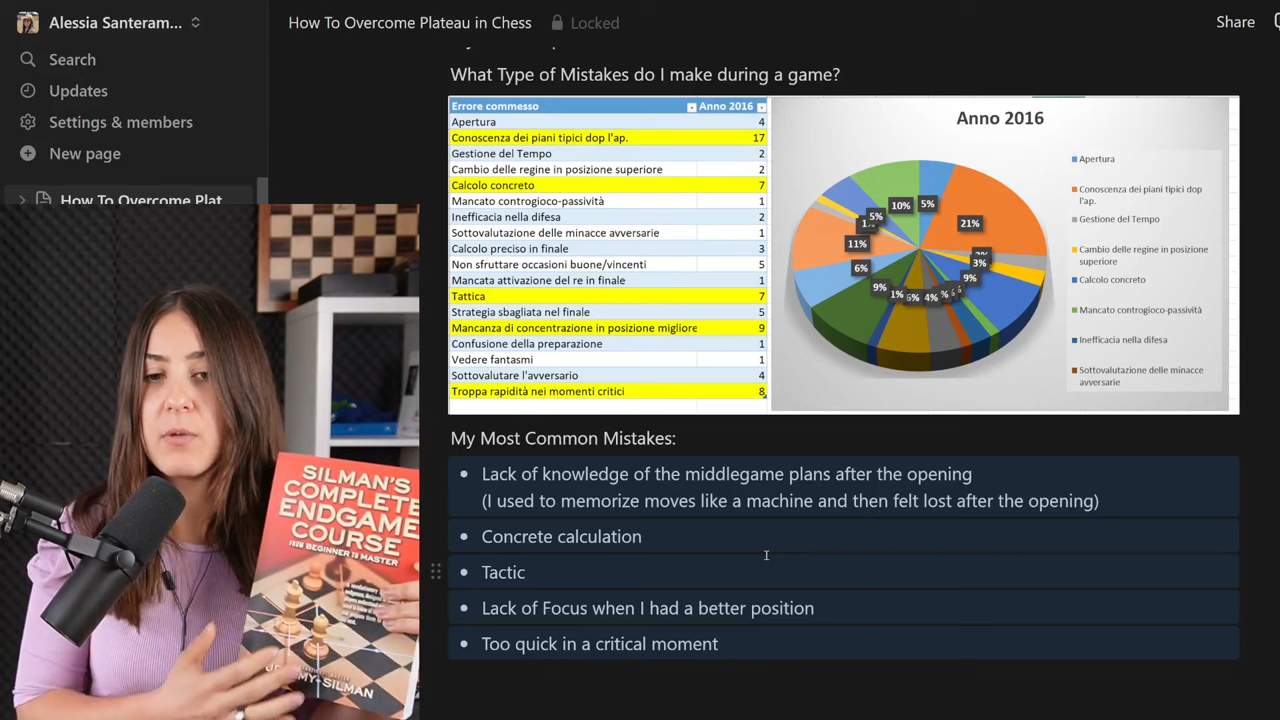 Alessia Santeram...
Search
Updates
Settings & members
New page
How To Overcome Plat
How To Overcome Plateau in Chess
Locked
Share
What Type of Mistakes do I make during a game?
Errore commesso Anno 2016
Apertura 4
Conoscenza dei piani tipici dop l'ap. 17
Gestione del Tempo 2
Cambio delle regine in posizione superiore 2
Calcolo concreto 7
Mancato controgioco-passività 1
Inefficacia nella difesa 2
Sottovalutazione delle minacce avversarie 1
Calcolo preciso in finale 3
Non sfruttare occasioni buone/vincenti 5
Mancata attivazione del re in finale 1
Tattica 7
Strategia sbagliata nel finale 5
Mancanza di concentrazione in posizione migliore 9
Confusione della preparazione 1
Vedere fantasmi 1
Sottovalutare l'avversario 4
Troppa rapidità nei momenti critici 8
Anno 2016
5%
21%
3%
9%
4%
6%
1%
9%
6%
11%
5%
10%
Apertura
Conoscenza dei piani tipici dop
l'ap.
Gestione del Tempo
Cambio delle regine in posizione
superiore
Calcolo concreto
Mancato controgioco-passività
Inefficacia nella difesa
Sottovalutazione delle minacce
avversarie
My Most Common Mistakes:
• Lack of knowledge of the middlegame plans after the opening
(I used to memorize moves like a machine and then felt lost after the opening)
• Concrete calculation
• Tactic
• Lack of Focus when I had a better position
• Too quick in a critical moment
SILMAN'S
COMPLETE
ENDGAME
COURSE
FROM BEGINNER TO MASTER
MY SILMAN